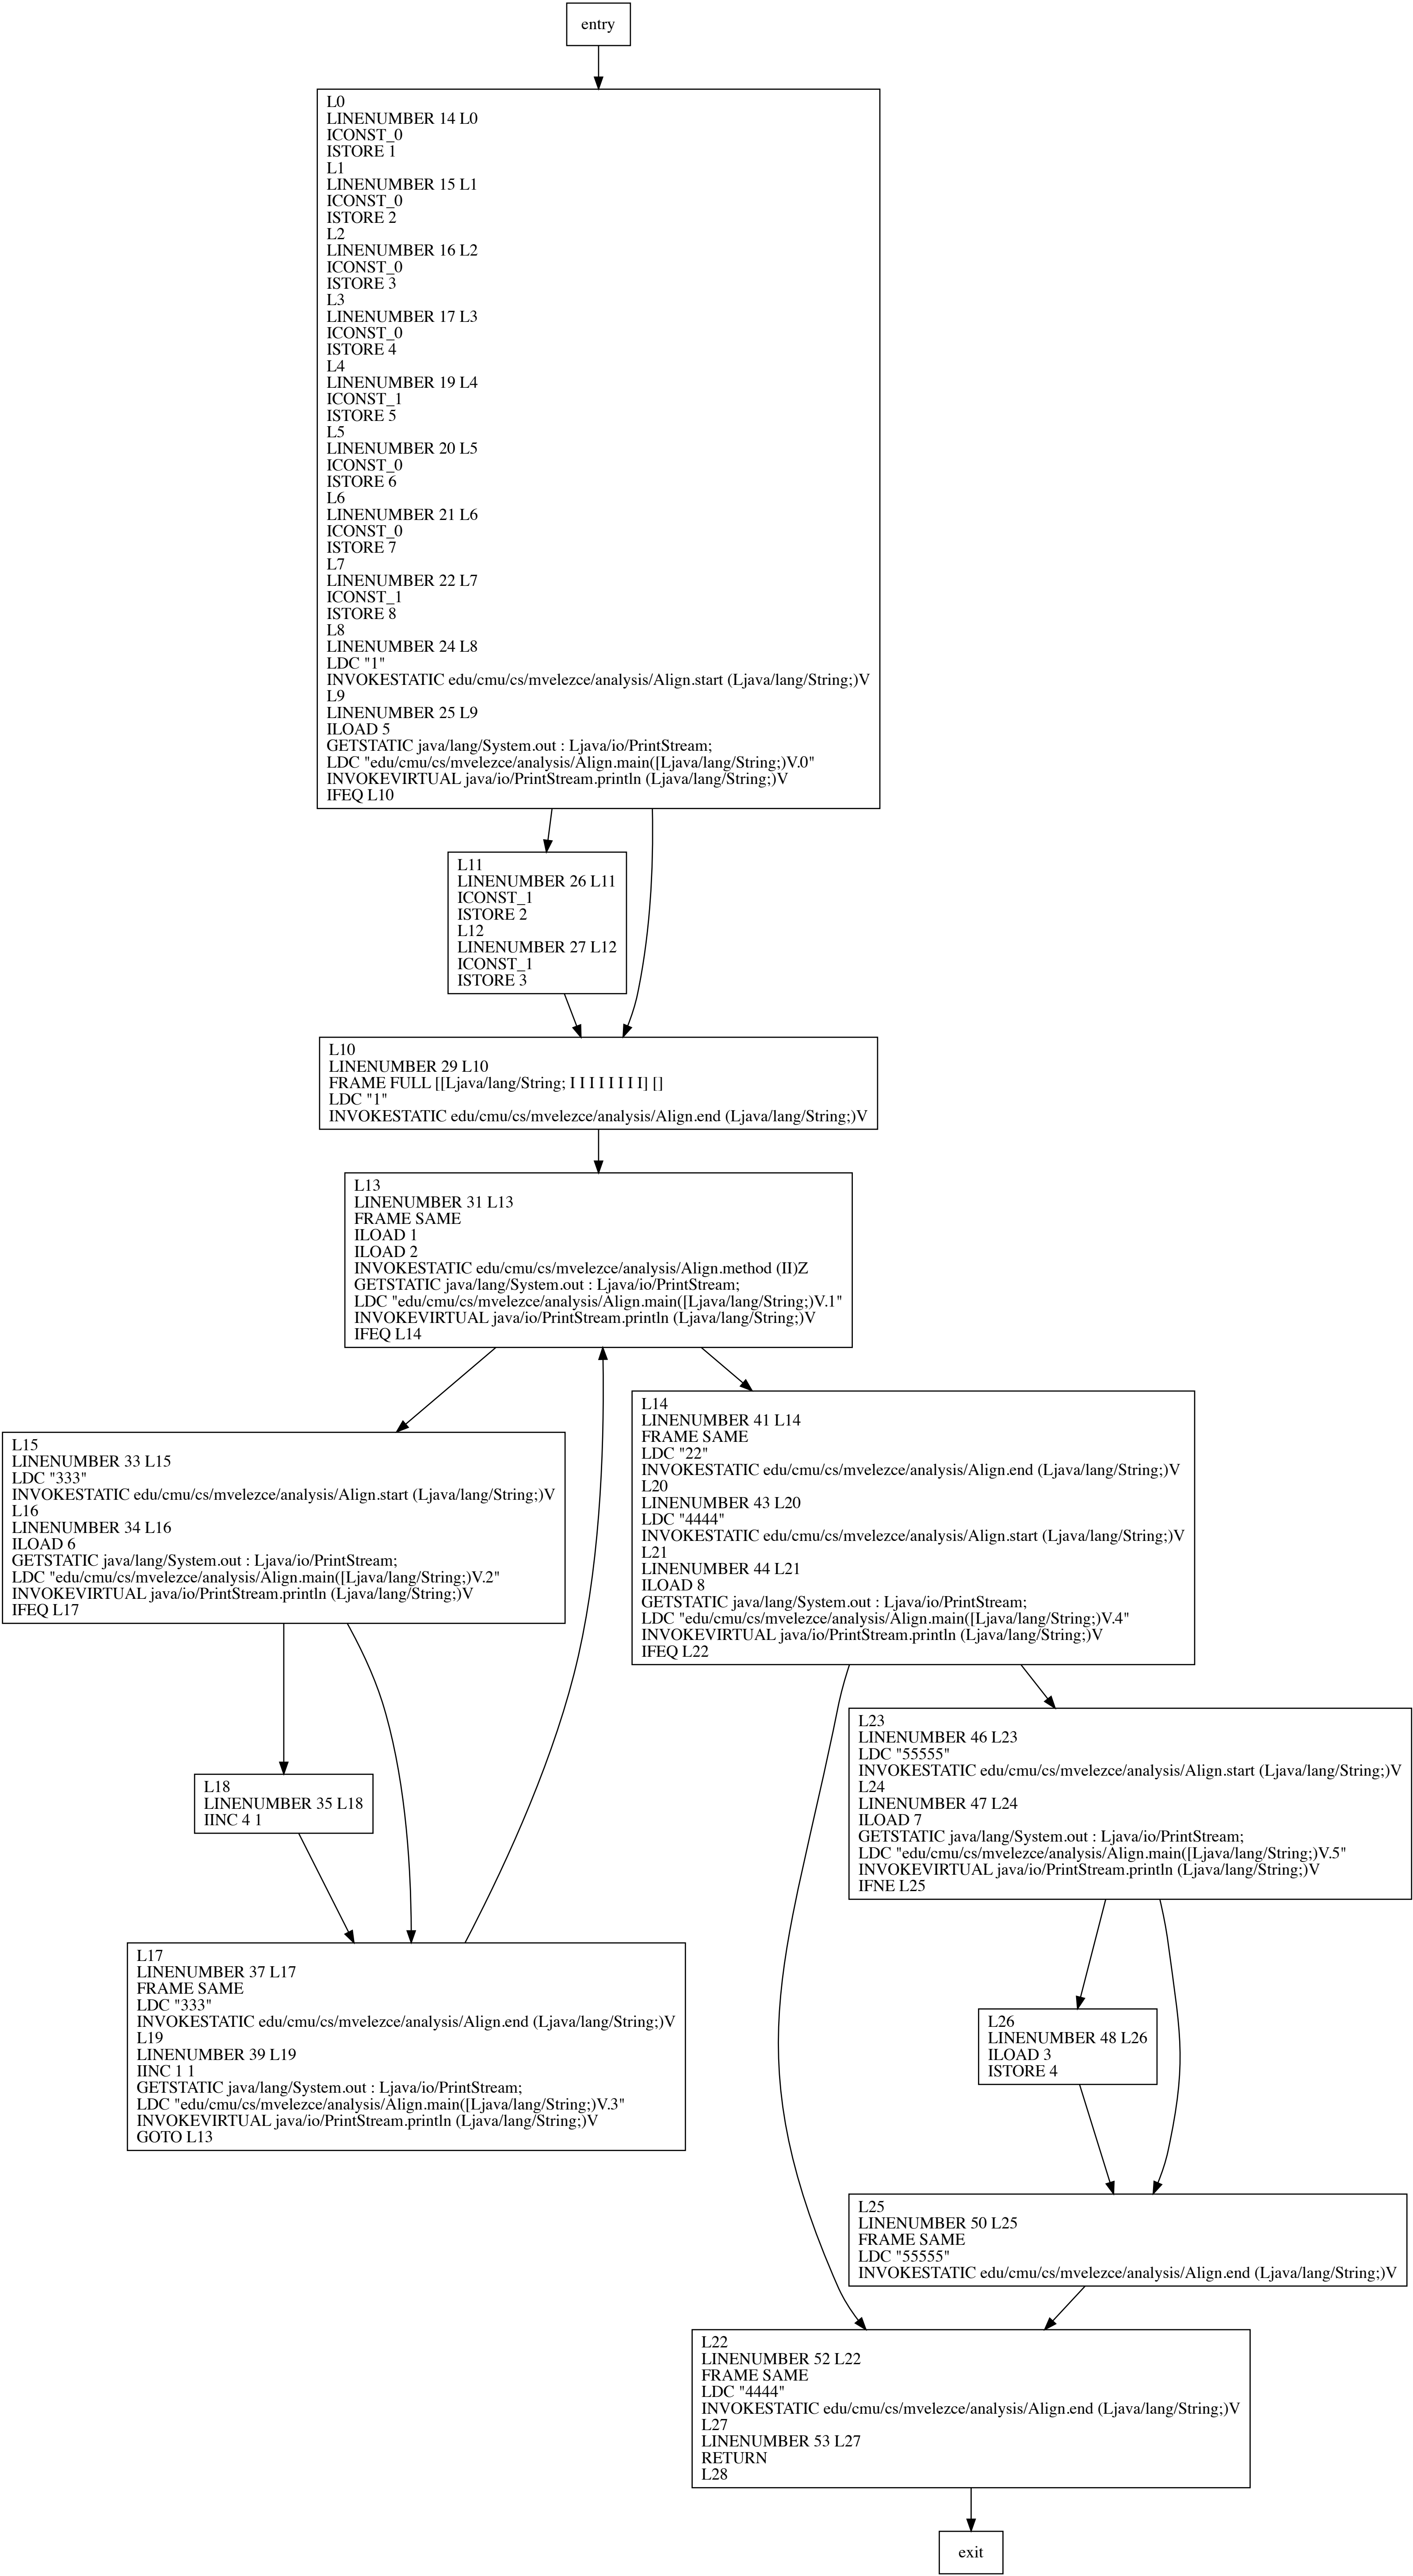 entry
L0
LINENUMBER 14 L0
ICONST_0
ISTORE 1
L1
LINENUMBER 15 L1
ICONST_0
ISTORE 2
L2
LINENUMBER 16 L2
ICONST_0
ISTORE 3
L3
LINENUMBER 17 L3
ICONST_0
ISTORE 4
L4
LINENUMBER 19 L4
ICONST_1
ISTORE 5
L5
LINENUMBER 20 L5
ICONST_0
ISTORE 6
L6
LINENUMBER 21 L6
ICONST_0
ISTORE 7
L7
LINENUMBER 22 L7
ICONST_1
ISTORE 8
L8
LINENUMBER 24 L8
LDC "1"
INVOKESTATIC edu/cmu/cs/mvelezce/analysis/Align.start (Ljava/lang/String;)V
L9
LINENUMBER 25 L9
ILOAD 5
GETSTATIC java/lang/System.out : Ljava/io/PrintStream;
LDC "edu/cmu/cs/mvelezce/analysis/Align.main([Ljava/lang/String;)V.0"
INVOKEVIRTUAL java/io/PrintStream.println (Ljava/lang/String;)V
IFEQ L10
L11
LINENUMBER 26 L11
ICONST_1
ISTORE 2
L12
LINENUMBER 27 L12
ICONST_1
ISTORE 3
L10
LINENUMBER 29 L10
FRAME FULL [[Ljava/lang/String; I I I I I I I I] []
LDC "1"
INVOKESTATIC edu/cmu/cs/mvelezce/analysis/Align.end (Ljava/lang/String;)V
L13
LINENUMBER 31 L13
FRAME SAME
ILOAD 1
ILOAD 2
INVOKESTATIC edu/cmu/cs/mvelezce/analysis/Align.method (II)Z
GETSTATIC java/lang/System.out : Ljava/io/PrintStream;
LDC "edu/cmu/cs/mvelezce/analysis/Align.main([Ljava/lang/String;)V.1"
INVOKEVIRTUAL java/io/PrintStream.println (Ljava/lang/String;)V
IFEQ L14
L15
LINENUMBER 33 L15
LDC "333"
INVOKESTATIC edu/cmu/cs/mvelezce/analysis/Align.start (Ljava/lang/String;)V
L16
LINENUMBER 34 L16
ILOAD 6
GETSTATIC java/lang/System.out : Ljava/io/PrintStream;
LDC "edu/cmu/cs/mvelezce/analysis/Align.main([Ljava/lang/String;)V.2"
INVOKEVIRTUAL java/io/PrintStream.println (Ljava/lang/String;)V
IFEQ L17
L14
LINENUMBER 41 L14
FRAME SAME
LDC "22"
INVOKESTATIC edu/cmu/cs/mvelezce/analysis/Align.end (Ljava/lang/String;)V
L20
LINENUMBER 43 L20
LDC "4444"
INVOKESTATIC edu/cmu/cs/mvelezce/analysis/Align.start (Ljava/lang/String;)V
L21
LINENUMBER 44 L21
ILOAD 8
GETSTATIC java/lang/System.out : Ljava/io/PrintStream;
LDC "edu/cmu/cs/mvelezce/analysis/Align.main([Ljava/lang/String;)V.4"
INVOKEVIRTUAL java/io/PrintStream.println (Ljava/lang/String;)V
IFEQ L22
L18
LINENUMBER 35 L18
IINC 4 1
L23
LINENUMBER 46 L23
LDC "55555"
INVOKESTATIC edu/cmu/cs/mvelezce/analysis/Align.start (Ljava/lang/String;)V
L24
LINENUMBER 47 L24
ILOAD 7
GETSTATIC java/lang/System.out : Ljava/io/PrintStream;
LDC "edu/cmu/cs/mvelezce/analysis/Align.main([Ljava/lang/String;)V.5"
INVOKEVIRTUAL java/io/PrintStream.println (Ljava/lang/String;)V
IFNE L25
L17
LINENUMBER 37 L17
FRAME SAME
LDC "333"
INVOKESTATIC edu/cmu/cs/mvelezce/analysis/Align.end (Ljava/lang/String;)V
L19
LINENUMBER 39 L19
IINC 1 1
GETSTATIC java/lang/System.out : Ljava/io/PrintStream;
LDC "edu/cmu/cs/mvelezce/analysis/Align.main([Ljava/lang/String;)V.3"
INVOKEVIRTUAL java/io/PrintStream.println (Ljava/lang/String;)V
GOTO L13
L26
LINENUMBER 48 L26
ILOAD 3
ISTORE 4
L25
LINENUMBER 50 L25
FRAME SAME
LDC "55555"
INVOKESTATIC edu/cmu/cs/mvelezce/analysis/Align.end (Ljava/lang/String;)V
L22
LINENUMBER 52 L22
FRAME SAME
LDC "4444"
INVOKESTATIC edu/cmu/cs/mvelezce/analysis/Align.end (Ljava/lang/String;)V
L27
LINENUMBER 53 L27
RETURN
L28
exit